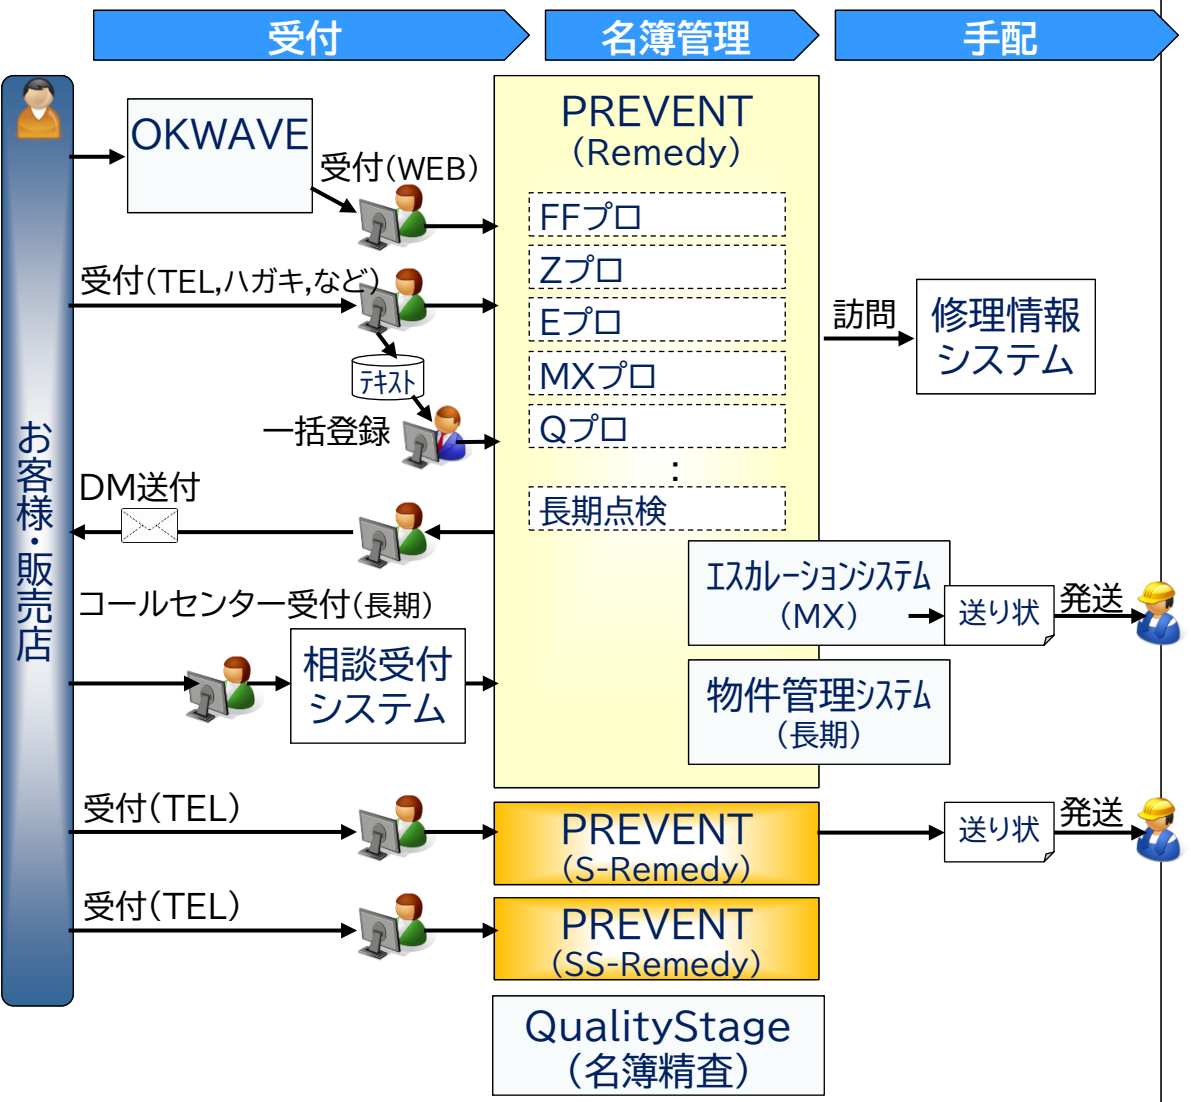 受付
名簿管理
手配
お客様・販売店
OKWAVE
受付(WEB)
受付(TEL,ハガキ,など)
テキスト
一括登録
DM送付
コールセンター受付(長期)
相談受付
システム
受付(TEL)
受付(TEL)
PREVENT
(Remedy)
FFプロ
Zプロ
Eプロ
MXプロ
Qプロ
:
長期点検
エスカレーションシステム
(MX)
物件管理システム
(長期)
PREVENT
(S-Remedy)
PREVENT
(SS-Remedy)
QualityStage
(名簿精査)
訪問
修理情報
システム
送り状
発送
送り状
発送